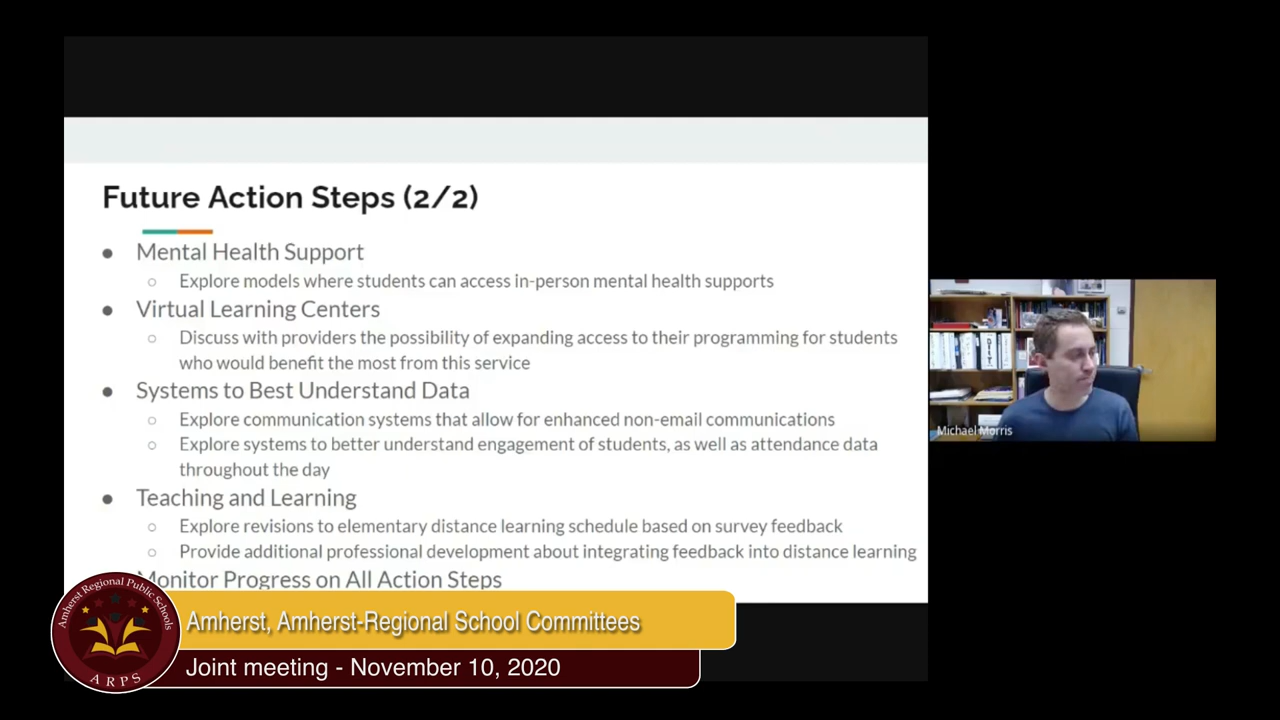 Future Action Steps (2/2)
● Mental Health Support
○ Explore models where students can access in-person mental health supports
● Virtual Learning Centers
○ Discuss with providers the possibility of expanding access to their programming for students
who would benefit the most from this service
● Systems to Best Understand Data
○ Explore communication systems that allow for enhanced non-email communications
○ Explore systems to better understand engagement of students, as well as attendance data
throughout the day
● Teaching and Learning
○ Explore revisions to elementary distance learning schedule based on survey feedback
○ Provide additional professional development about integrating feedback into distance learning
Monitor Progress on All Action Steps
Michael Morris
Amherst Regional Public Schools
ARPS
Amherst, Amherst-Regional School Committees
Joint meeting - November 10, 2020